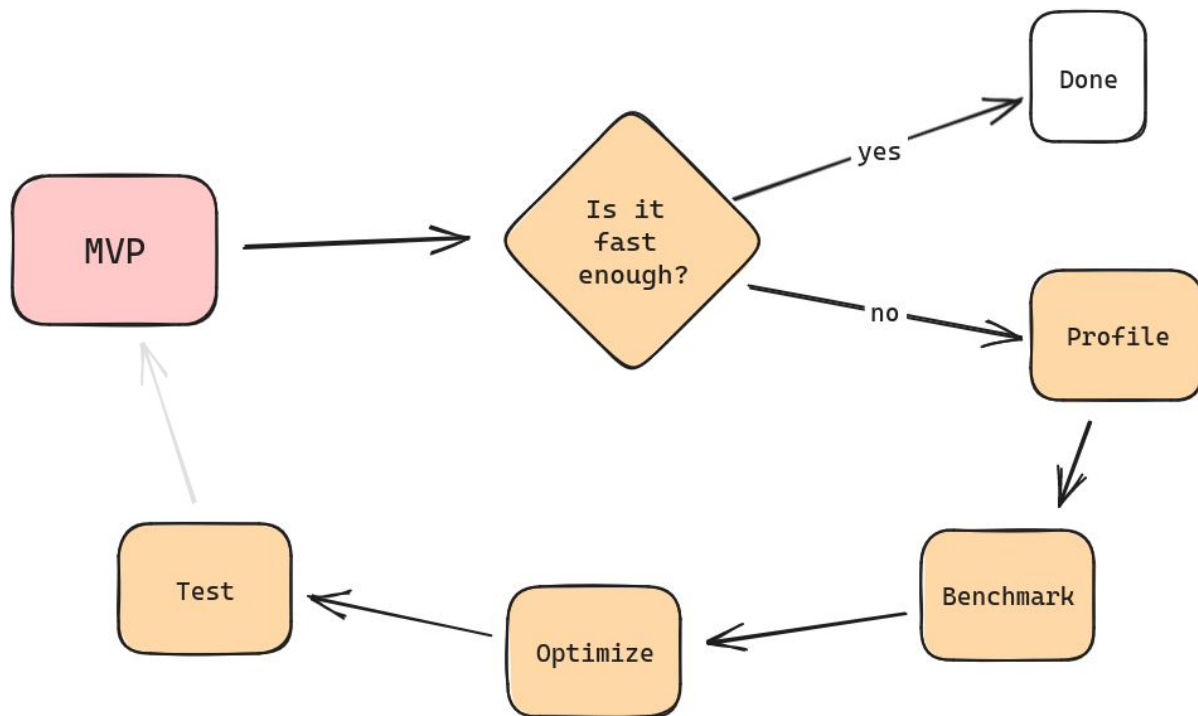 Done
yes
MVP
Is it
fast
enough?
no
Profile
Test
Benchmark
Optimize